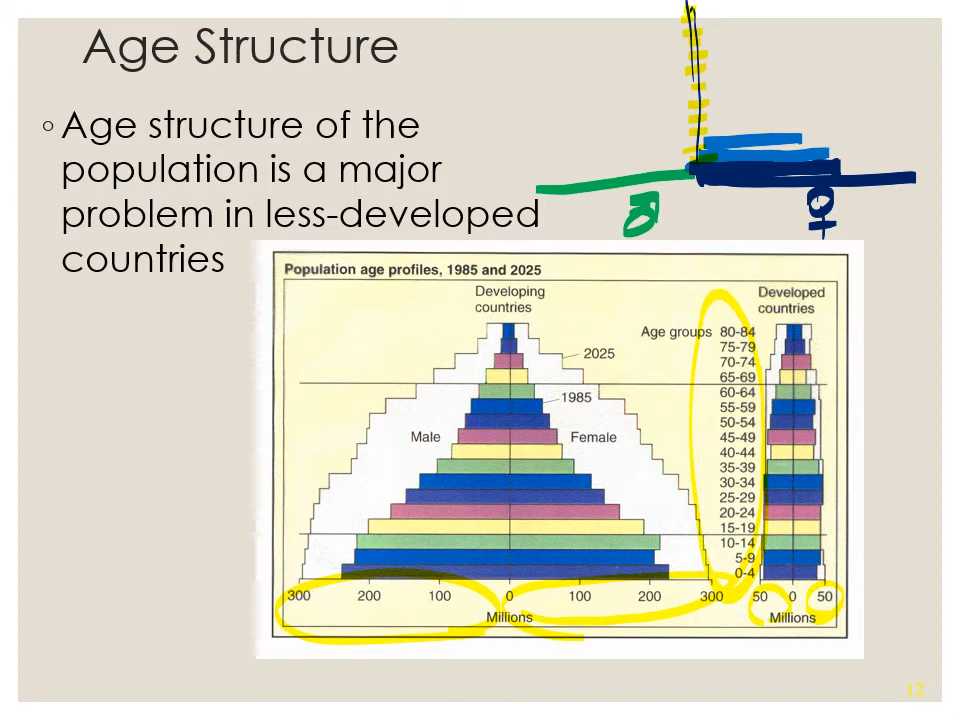 Age Structure
◦ Age structure of the
population is a major
problem in less-developed
countries
Population age profiles, 1985 and 2025
Developing
countries
Developed
countries
Age groups 80-84
75-79
2025
70-74
65-69
60-64
1985
55-59
50-54
Male
Female
45-49
40-44
35-39
30-34
25-29
20-24
15-19
10-14
5-9
0-4
300 200 100 0 100 200 300 50 0 50
Millions Millions
12